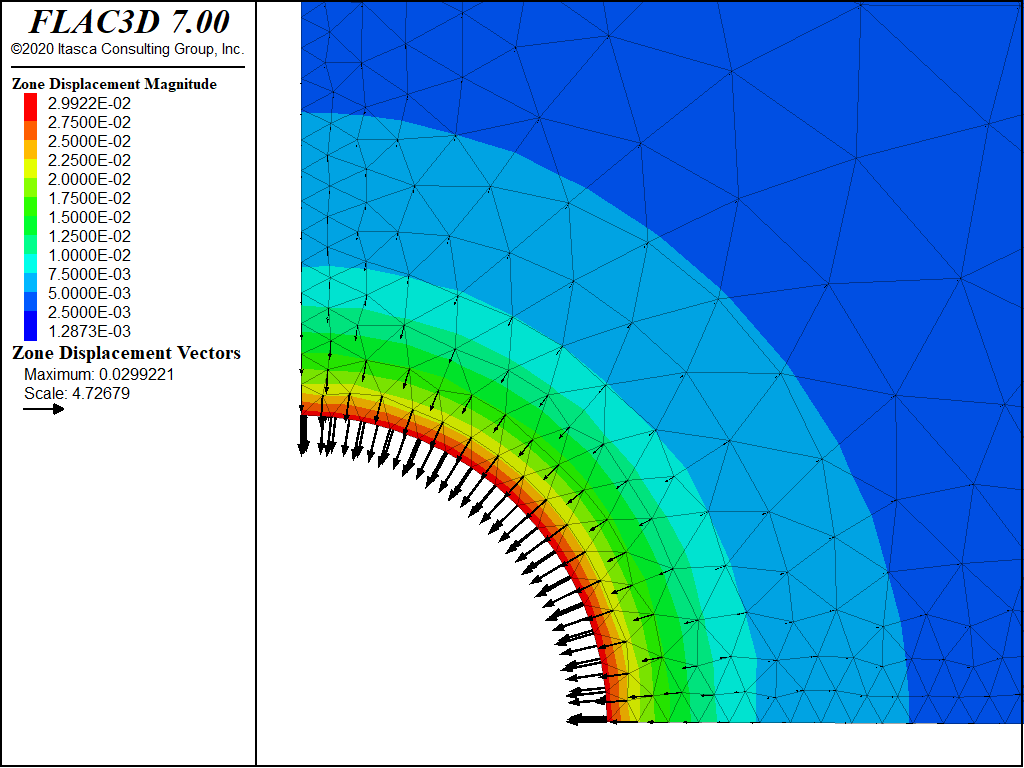 FLAC3D 7.00
©2020 Itasca Consulting Group, Inc.
Zone Displacement Magnitude
2.9922E-02
2.7500E-02
2.5000E-02
2.2500E-02
2.0000E-02
1.7500E-02
1.5000E-02
1.2500E-02
1.0000E-02
7.5000E-03
5.0000E-03
2.5000E-03
1.2873E-03
Zone Displacement Vectors
Maximum: 0.0299221
Scale: 4.72679